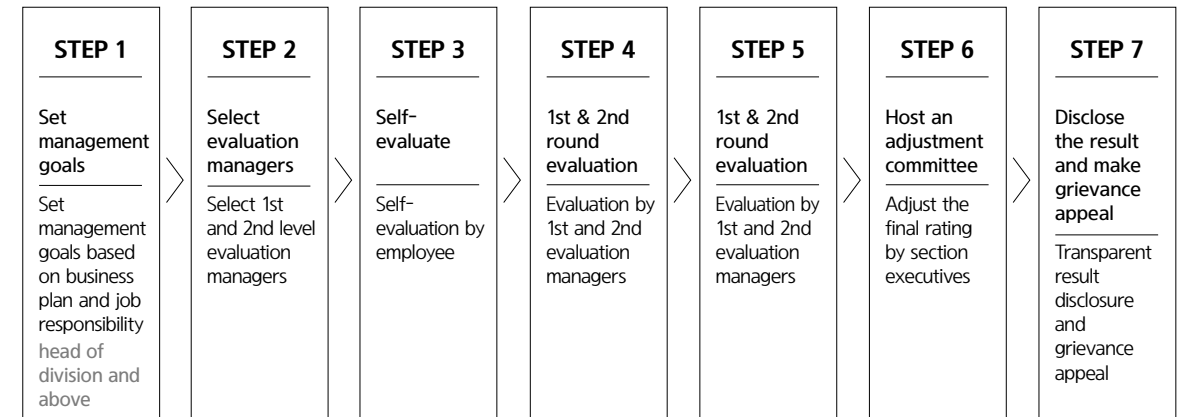 STEP 1
Set
management
goals
Set
management
goals based
on business
plan and job
responsibility
head of
division and
above
STEP 2
Select
evaluation
managers
Select 1st
and 2nd level
evaluation
managers
STEP 3
Self-
evaluate
Self-
evaluation by
employee
STEP 4
1st & 2nd
round
evaluation
Evaluation by
1st and 2nd
evaluation
managers
STEP 5
1st & 2nd
round
evaluation
Evaluation by
1st and 2nd
evaluation
managers
STEP 6
Host an
adjustment
committee
Adjust the
final rating
by section
executives
STEP 7
Disclose
the result
and make
grievance
appeal
Transparent
result
disclosure
and
grievance
appeal